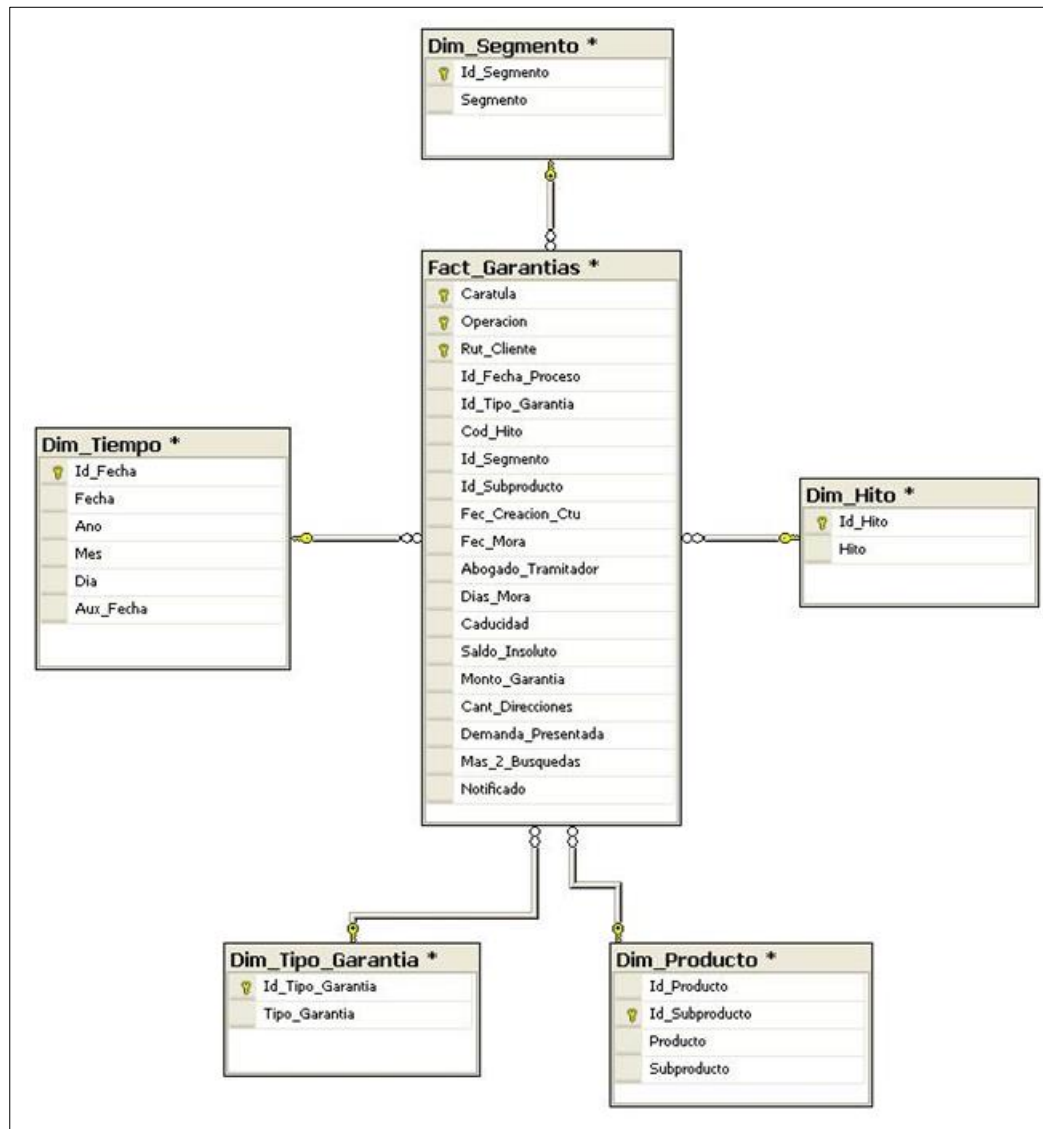 Dim_Segmento *
Id_Segmento
Segmento
Fact_Garantias *
Caratula
Operacion
Rut_Cliente
Id_Fecha_Proceso
Id_Tipo_Garantia
Cod_Hito
Id_Segmento
Id_Subproducto
Fec_Creacion_Ctu
Fec_Mora
Abogado_Tramitador
Dias_Mora
Caducidad
Saldo_Insoluto
Monto_Garantia
Cant_Direcciones
Demanda_Presentada
Mas_2_Busquedas
Notificado
Dim_Tiempo *
Id_Fecha
Fecha
Ano
Mes
Dia
Aux_Fecha
Dim_Hito *
Id_Hito
Hito
Dim_Tipo_Garantia *
Id_Tipo_Garantia
Tipo_Garantia
Dim_Producto *
Id_Producto
Id_Subproducto
Producto
Subproducto